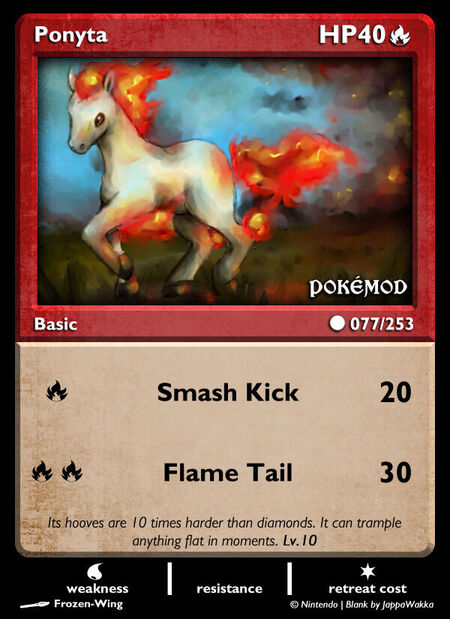 Ponyta HP40
POKÉMOD
Basic 077/253
Smash Kick 20
Flame Tail 30
Its hooves are 10 times harder than diamonds. It can trample
anything flat in moments. Lv.10
weakness resistance retreat cost
Frozen-Wing © Nintendo | Blank by JappaWakka